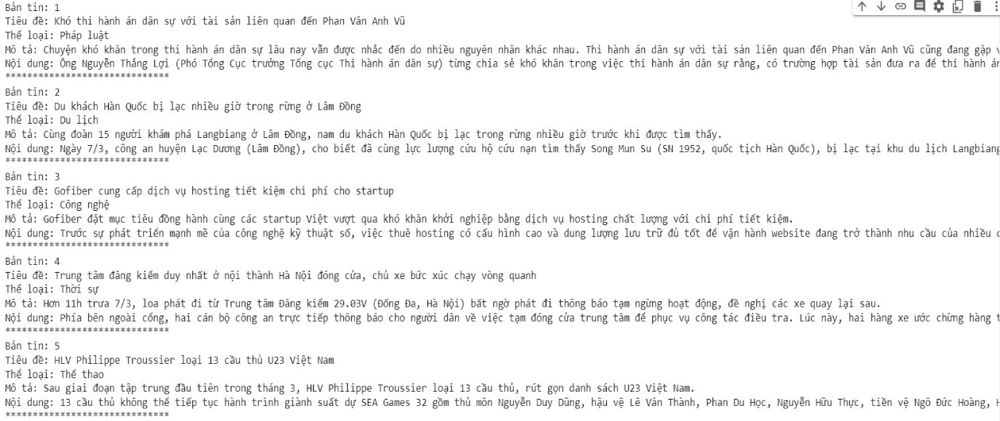 Bản tin: 1
Tiêu đề: Khó thi hành án dân sự với tài sản liên quan đến Phan Văn Anh Vũ
Thể loại: Pháp luật
Mô tả: Chuyện khó khăn trong thi hành án dân sự lâu nay vẫn được nhắc đến do nhiều nguyên nhân khác nhau. Thi hành án dân sự với tài sản liên quan đến Phan Văn Anh Vũ cũng đang gặp
Nội dung: Ông Nguyễn Thắng Lợi (Phó Tổng Cục trưởng Tổng cục Thi hành án dân sự) từng chia sẻ khó khăn trong việc thi hành án dân sự rằng, có trường hợp tài sản đưa ra để thi hành
******************************
Bản tin: 2
Tiêu đề: Du khách Hàn Quốc bị lạc nhiều giờ trong rừng ở Lâm Đồng
Thể loại: Du lịch
Mô tả: Cùng đoàn 15 người khám phá Langbiang ở Lâm Đồng, nam du khách Hàn Quốc bị lạc trong rừng nhiều giờ trước khi được tìm thấy.
Nội dung: Ngày 7/3, công an huyện Lạc Dương (Lâm Đồng), cho biết đã cùng lực lượng cứu hộ cứu nạn tìm thấy Song Mun Su (SN 1952, quốc tịch Hàn Quốc), bị lạc tại khu du lịch Langbiang
******************************
Bản tin: 3
Tiêu đề: Gofiber cung cấp dịch vụ hosting tiết kiệm chi phí cho startup
Thể loại: Công nghệ
Mô tả: Gofiber đặt mục tiêu đồng hành cùng các startup Việt vượt qua khó khăn khởi nghiệp bằng dịch vụ hosting chất lượng với chi phí tiết kiệm.
Nội dung: Trước sự phát triển mạnh mẽ của công nghệ kỹ thuật số, việc thuê hosting có cấu hình cao và dung lượng lưu trữ đủ tốt để vận hành website đang trở thành nhu cầu của nhiều
******************************
Bản tin: 4
Tiêu đề: Trung tâm đăng kiểm duy nhất ở nội thành Hà Nội đóng cửa, chủ xe bức xúc chạy vòng quanh
Thể loại: Thời sự
Mô tả: Hơn 11h trưa 7/3, loa phát đi từ Trung tâm Đăng kiểm 29.03V (Đống Đa, Hà Nội) bất ngờ phát đi thông báo tạm ngừng hoạt động, đề nghị các xe quay lại sau.
Nội dung: Phía bên ngoài cổng, hai cán bộ công an trực tiếp thông báo cho người dân về việc tạm đóng cửa trung tâm để phục vụ công tác điều tra. Lúc này, hai hàng xe ước chừng hàng
******************************
Bản tin: 5
Tiêu đề: HLV Philippe Troussier loại 13 cầu thủ U23 Việt Nam
Thể loại: Thể thao
Mô tả: Sau giai đoạn tập trung đầu tiên trong tháng 3, HLV Philippe Troussier loại 13 cầu thủ, rút gọn danh sách U23 Việt Nam.
Nội dung: 13 cầu thủ không thể tiếp tục hành trình giành suất dự SEA Games 32 gồm thủ môn Nguyễn Duy Dũng, hậu vệ Lê Văn Thành, Phan Du Học, Nguyễn Hữu Thực, tiền vệ Ngô Đức Hoàng,
******************************